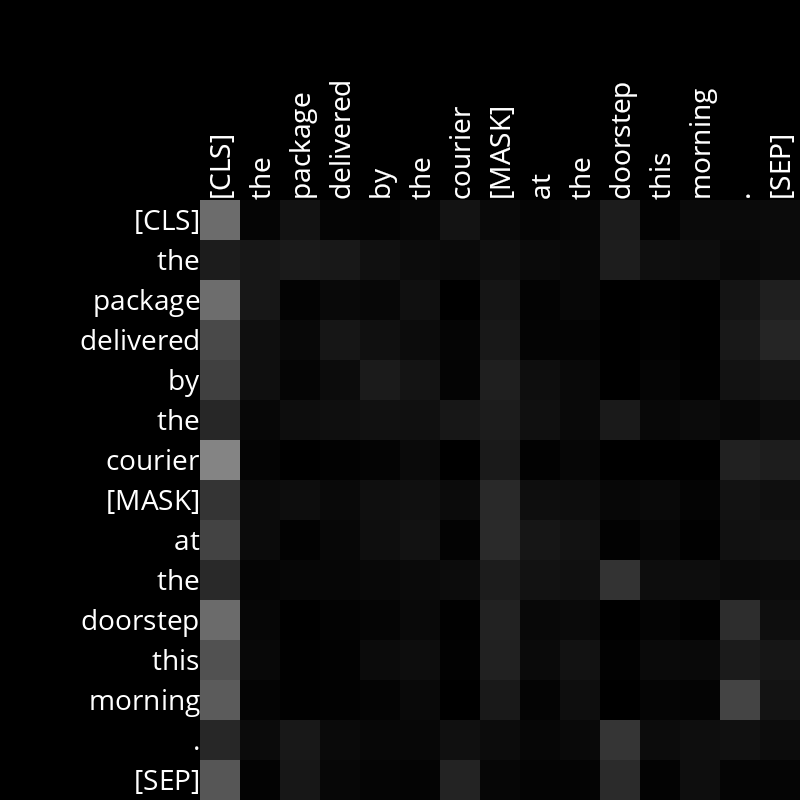 [CLS] the package delivered by the courier [MASK] at the doorstep this morning . [SEP]
[CLS]
the
package
delivered
by
the
courier
[MASK]
at
the
doorstep
this
morning
.
[SEP]